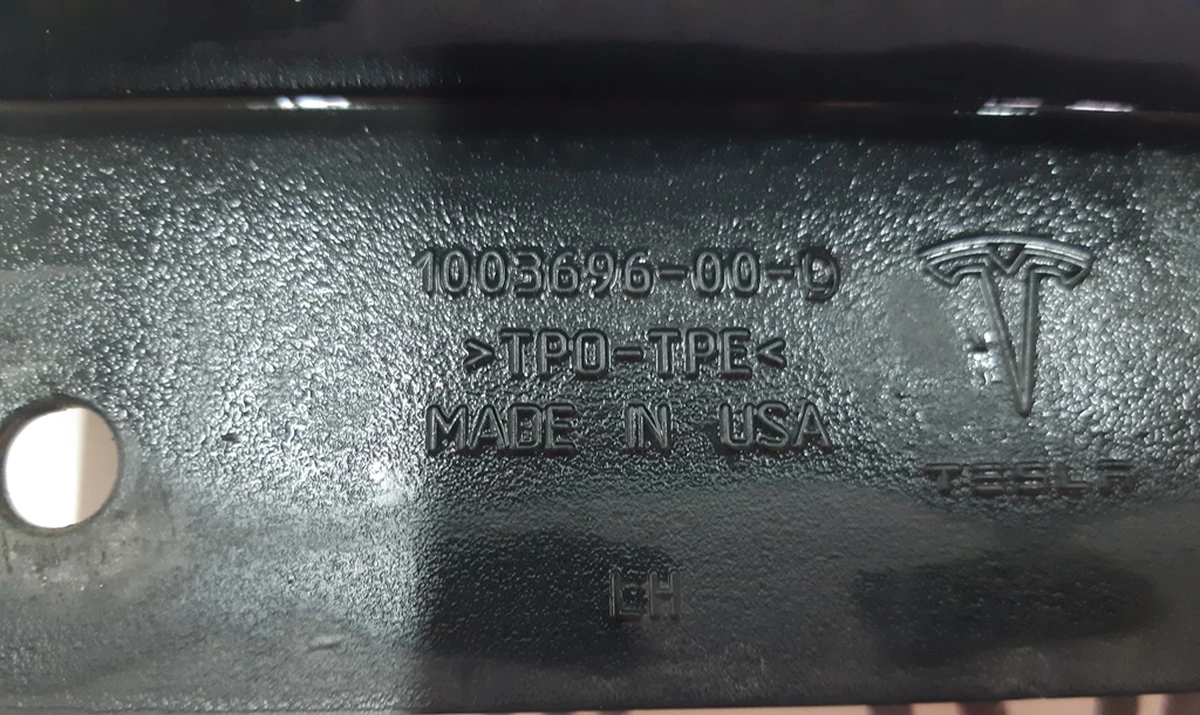 1003696-00-D
>TPO-TPE<
MADE IN USA
TESLA
LH